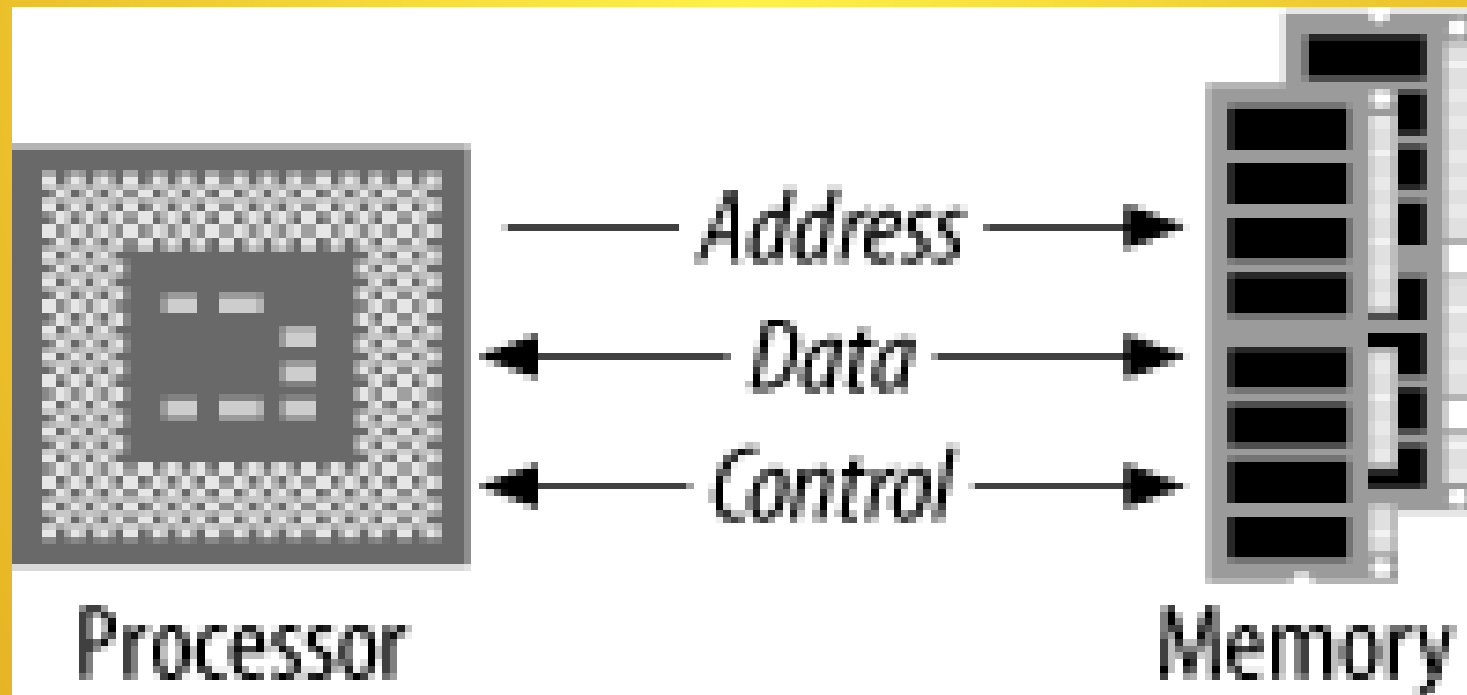 Address
Data
Control
Processor
Memory